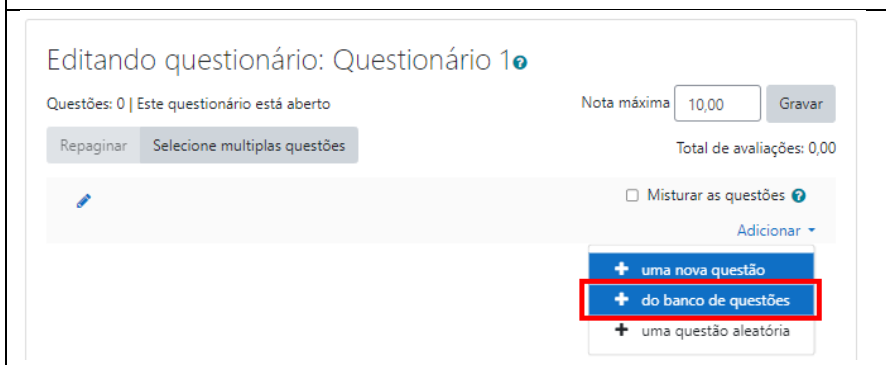 Editando questionário: Questionário 1
Questões: 0 | Este questionário está aberto
Nota máxima 10,00 Gravar
Repaginar Selecione multiplas questões
Total de avaliações: 0,00
Misturar as questões
Adicionar
+ uma nova questão
+ do banco de questões
+ uma questão aleatória